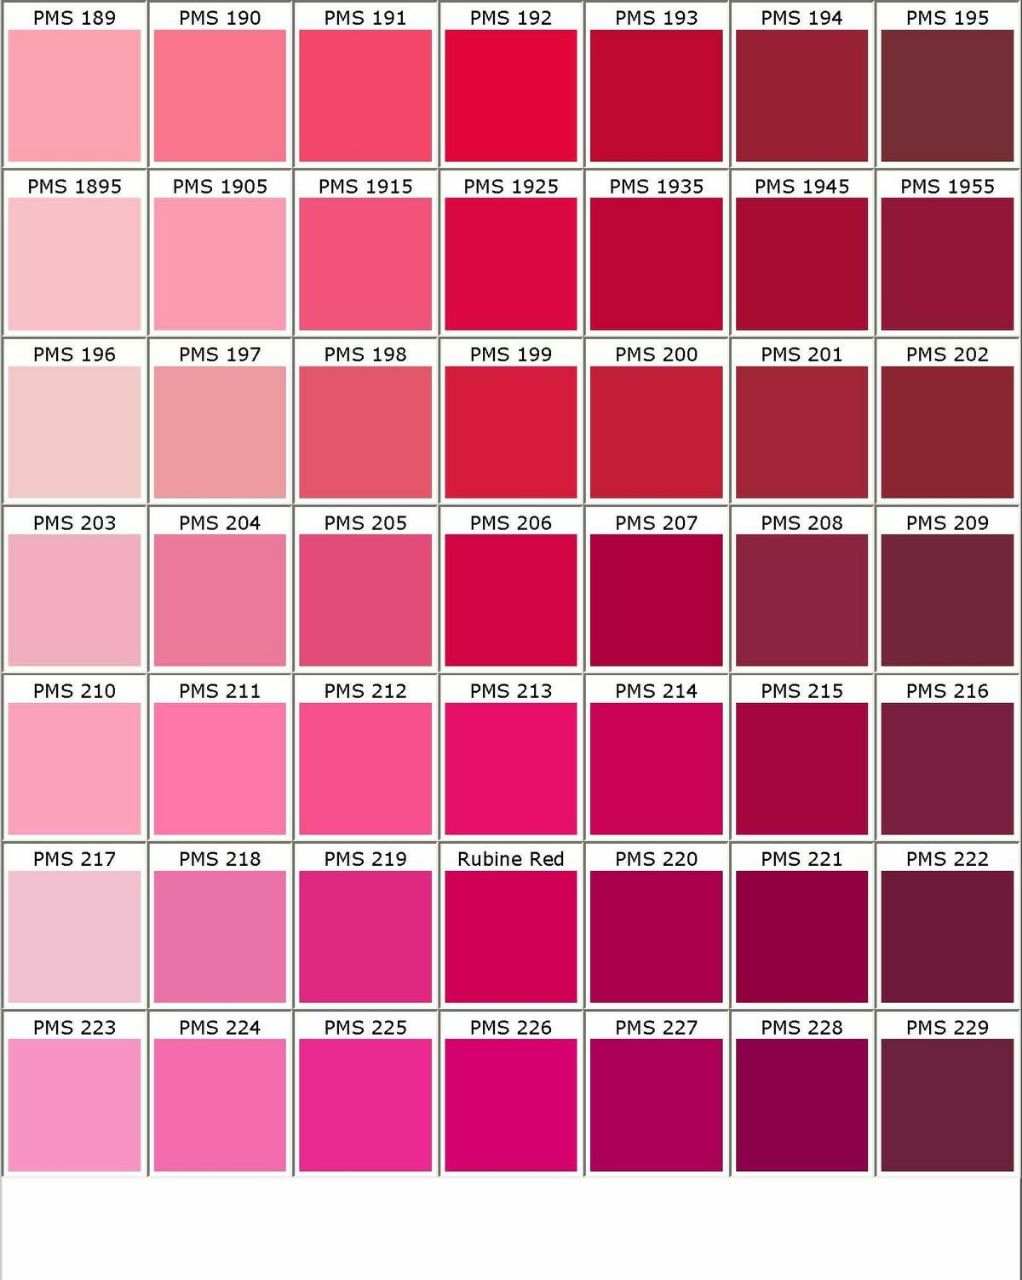 PMS 189 PMS 190 PMS 191 PMS 192 PMS 193 PMS 194 PMS 195
PMS 1895 PMS 1905 PMS 1915 PMS 1925 PMS 1935 PMS 1945 PMS 1955
PMS 196 PMS 197 PMS 198 PMS 199 PMS 200 PMS 201 PMS 202
PMS 203 PMS 204 PMS 205 PMS 206 PMS 207 PMS 208 PMS 209
PMS 210 PMS 211 PMS 212 PMS 213 PMS 214 PMS 215 PMS 216
PMS 217 PMS 218 PMS 219 Rubine Red PMS 220 PMS 221 PMS 222
PMS 223 PMS 224 PMS 225 PMS 226 PMS 227 PMS 228 PMS 229